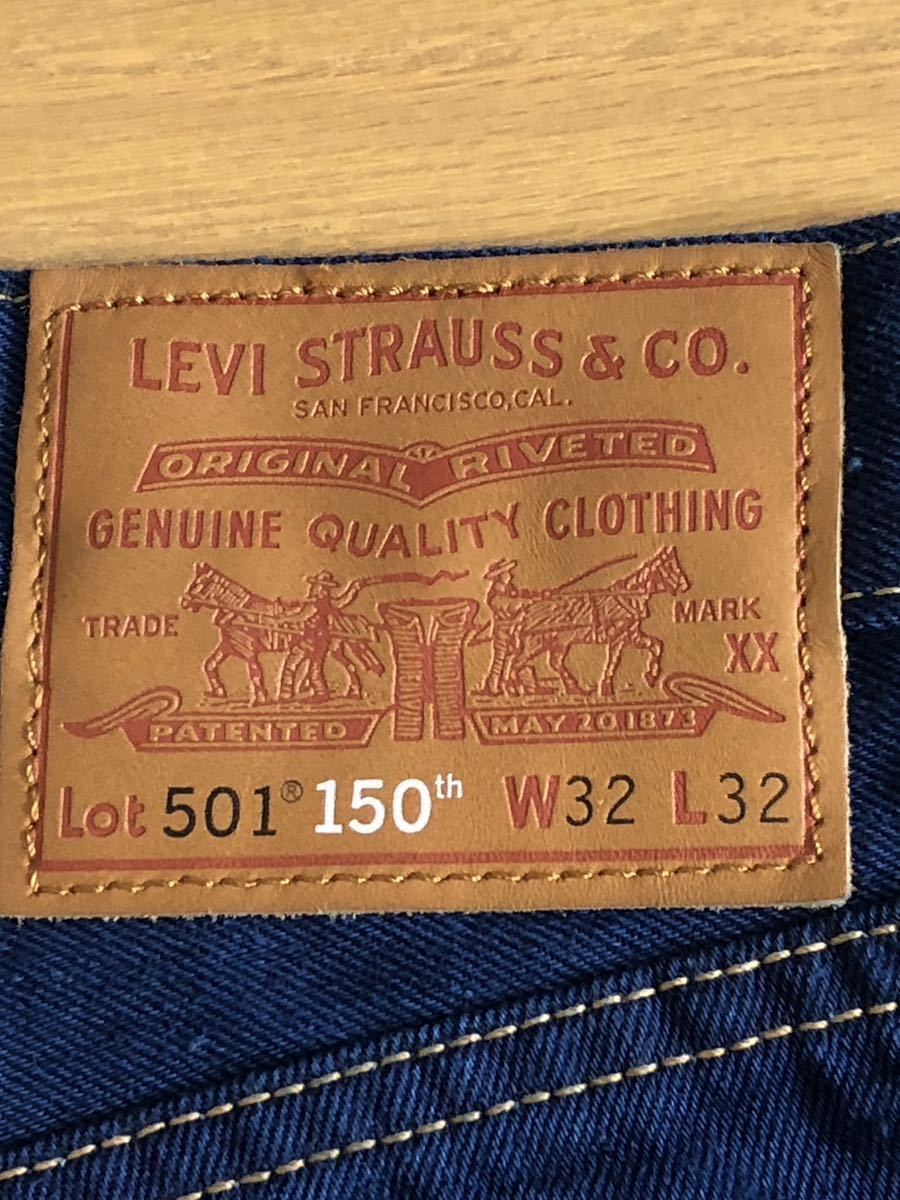 LEVI STRAUSS & CO.
SAN FRANCISCO, CAL.
ORIGINAL RIVETED
GENUINE QUALITY CLOTHING
TRADE MARK
XX
PATENTED MAY 20 1873
Lot 501® 150th W32 L32